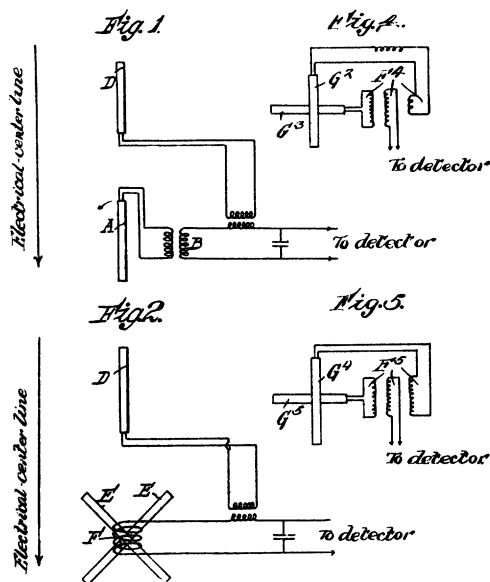 Fig. 1.
Fig. 4.
Electrical center line
D
G²
F⁴
G³
To detector
A
B
To detector
Fig. 2.
Fig. 5.
Electrical center line
D
G⁴
F⁵
G⁵
To detector
E'
E
F'
To detector